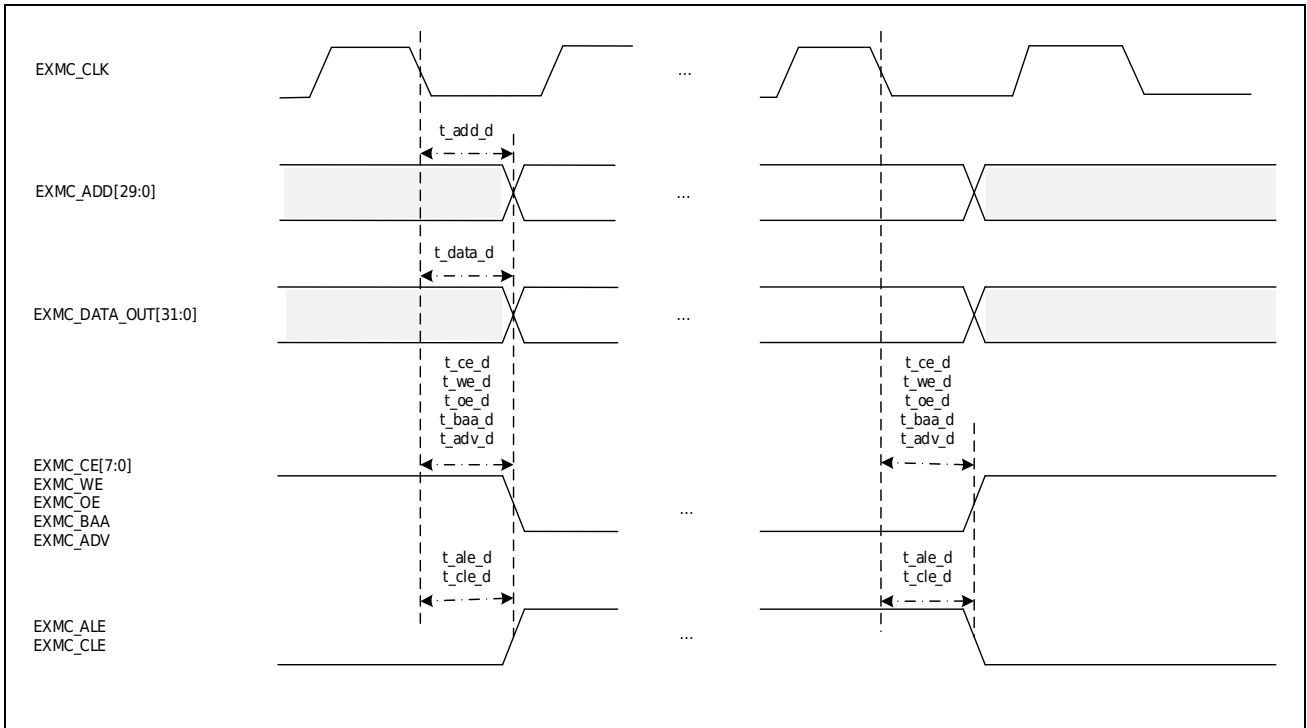 EXMC_CLK
...
t_add_d
EXMC_ADD[29:0]
...
t_data_d
EXMC_DATA_OUT[31:0]
...
t_ce_d
t_we_d
t_oe_d
t_baa_d
t_adv_d
t_ce_d
t_we_d
t_oe_d
t_baa_d
t_adv_d
EXMC_CE[7:0]
EXMC_WE
EXMC_OE
EXMC_BAA
EXMC_ADV
...
t_ale_d
t_cle_d
t_ale_d
t_cle_d
EXMC_ALE
EXMC_CLE
...